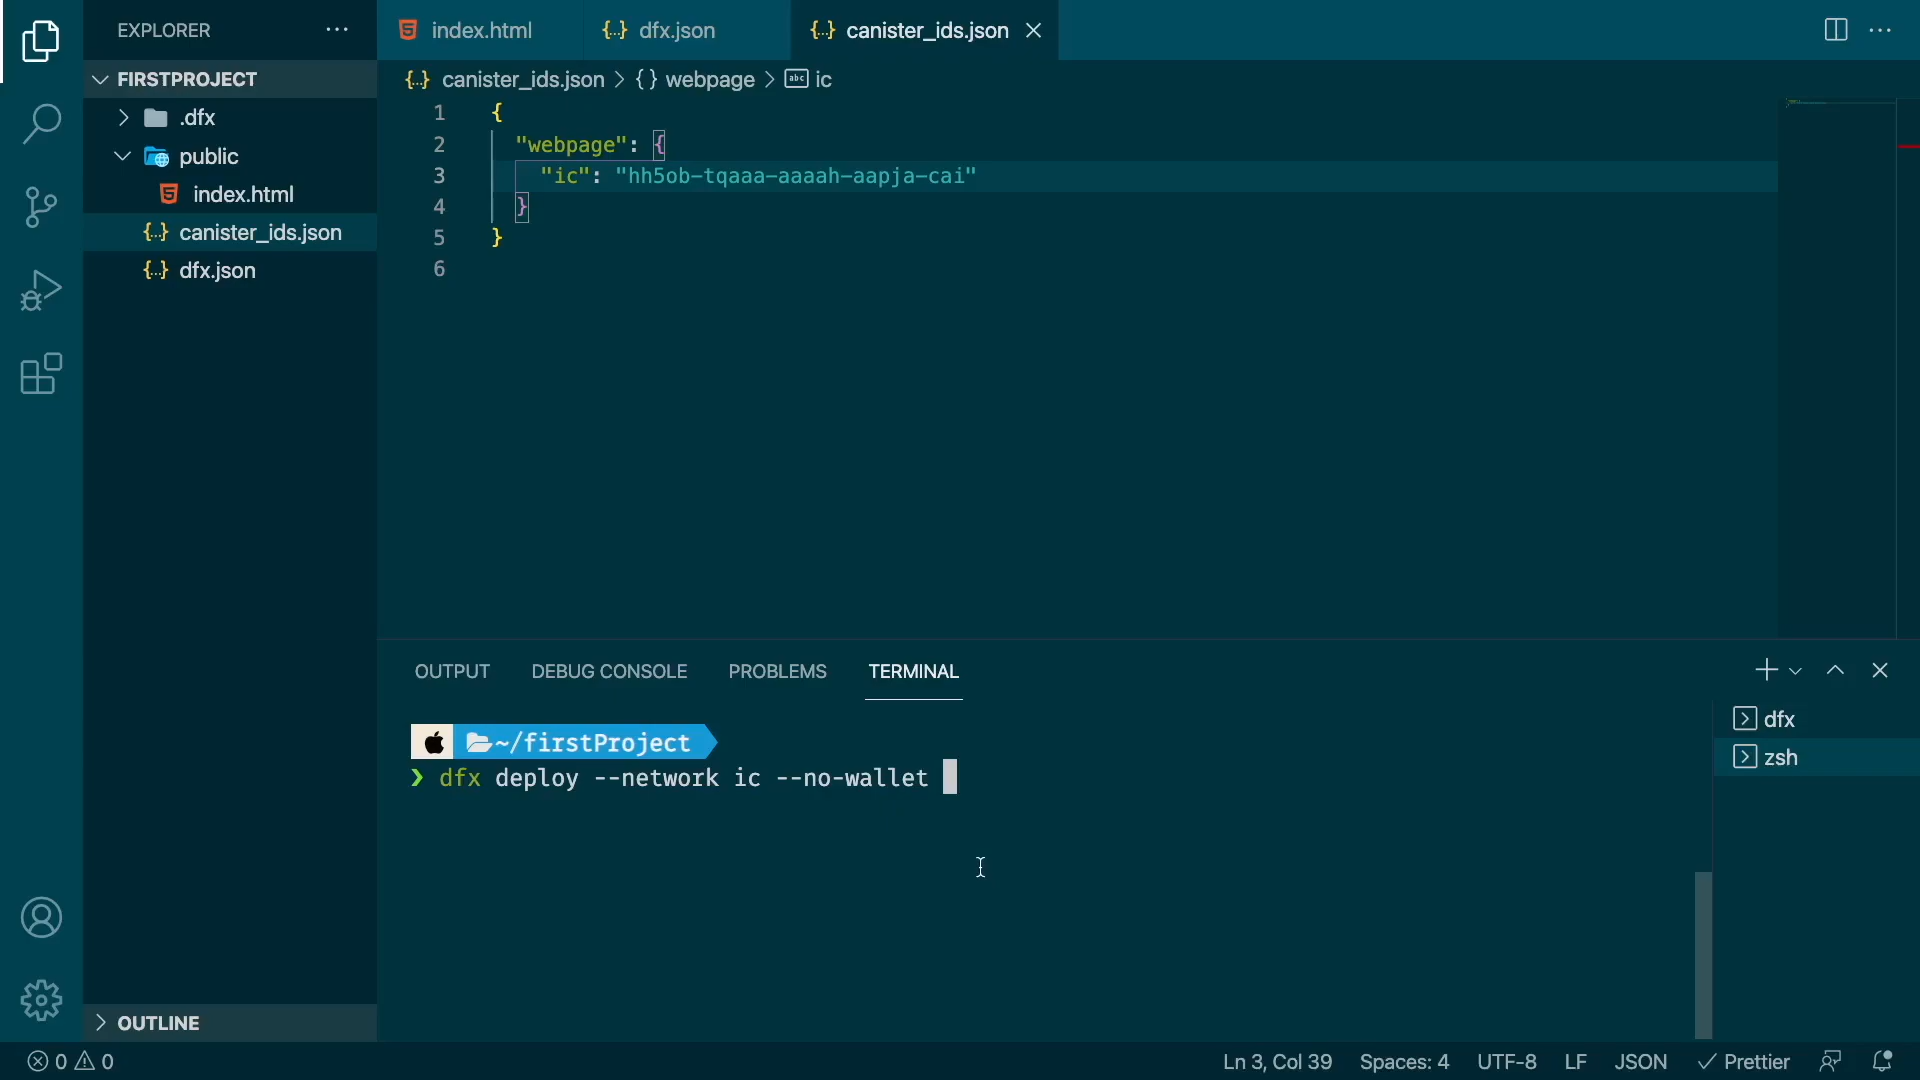 EXPLORER
FIRSTPROJECT
.dfx
public
index.html
canister_ids.json
dfx.json
OUTLINE
index.html
dfx.json
canister_ids.json
canister_ids.json > {} webpage > abc ic
1 {
2 "webpage": {
3 "ic": "hh5ob-tqaaa-aaaah-aapja-cai"
4 }
5 }
6
OUTPUT DEBUG CONSOLE PROBLEMS TERMINAL
~/firstProject
❯ dfx deploy --network ic --no-wallet
dfx
zsh
0 0 Ln 3, Col 39 Spaces: 4 UTF-8 LF JSON Prettier